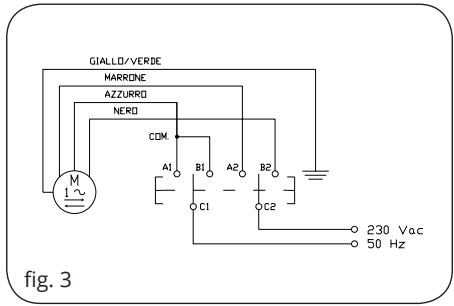 GIALLO/VERDE
MARRONE
AZZURRO
NERO
COM.
A1 B1 A2 B2
M
1 ~
C1 C2
230 Vac
50 Hz
fig. 3